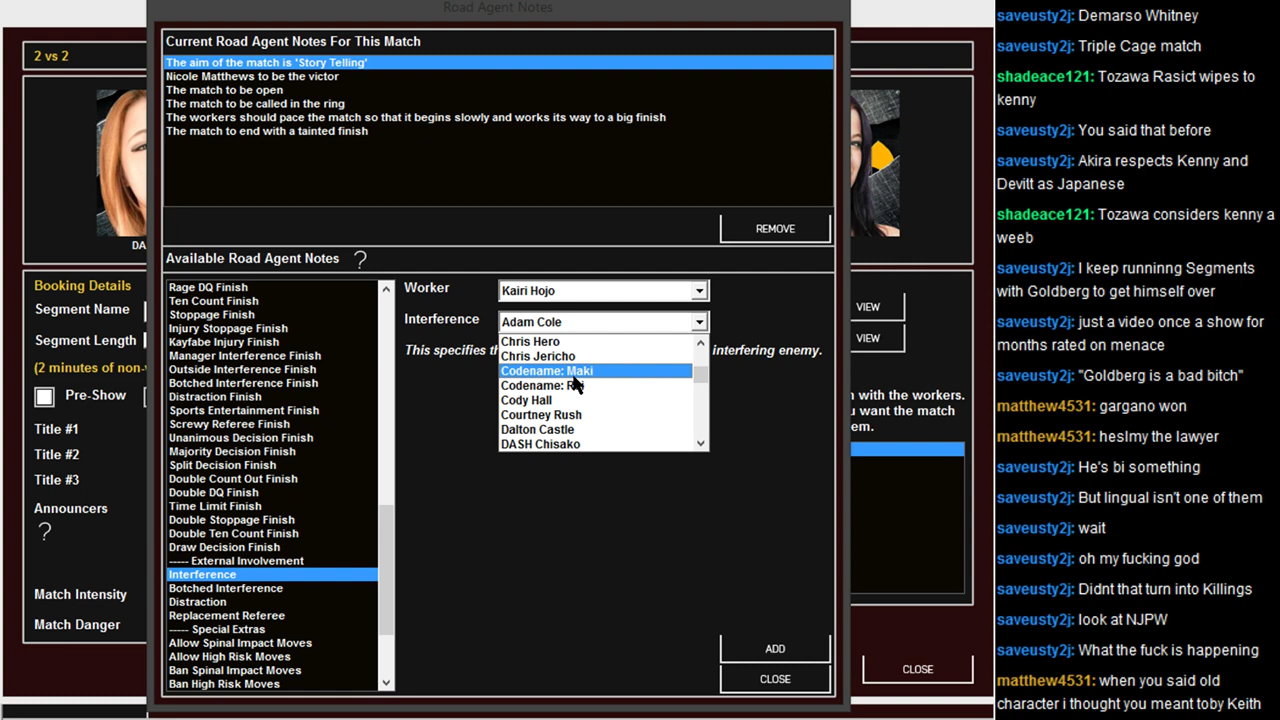 Road Agent Notes
2 vs 2
DA
Booking Details
Segment Name
Segment Length
(2 minutes of non-
Pre-Show
Title #1
Title #2
Title #3
Announcers
?
Match Intensity
Match Danger
Current Road Agent Notes For This Match
The aim of the match is 'Story Telling'
Nicole Matthews to be the victor
The match to be open
The match to be called in the ring
The workers should pace the match so that it begins slowly and works its way to a big finish
The match to end with a tainted finish
REMOVE
Available Road Agent Notes ?
Rage DQ Finish
Ten Count Finish
Stoppage Finish
Injury Stoppage Finish
Kayfabe Injury Finish
Manager Interference Finish
Outside Interference Finish
Botched Interference Finish
Distraction Finish
Sports Entertainment Finish
Screwy Referee Finish
Unanimous Decision Finish
Majority Decision Finish
Split Decision Finish
Double Count Out Finish
Double DQ Finish
Time Limit Finish
Double Stoppage Finish
Double Ten Count Finish
Draw Decision Finish
----- External Involvement
Interference
Botched Interference
Distraction
Replacement Referee
----- Special Extras
Allow Spinal Impact Moves
Allow High Risk Moves
Ban Spinal Impact Moves
Ban High Risk Moves
Worker
Kairi Hojo
Interference
Adam Cole
This specifies th
interfering enemy.
Chris Hero
Chris Jericho
Codename: Maki
Codename:
Cody Hall
Courtney Rush
Dalton Castle
DASH Chisako
ADD
CLOSE
VIEW
VIEW
with the workers.
u want the match
em.
CLOSE
saveusty2j: Demarso Whitney
saveusty2j: Triple Cage match
shadeace121: Tozawa Rasict wipes to
kenny
saveusty2j: You said that before
saveusty2j: Akira respects Kenny and
Devitt as Japanese
shadeace121: Tozawa considers kenny a
weeb
saveusty2j: I keep runninng Segments
with Goldberg to get himself over
saveusty2j: just a video once a show for
months rated on menace
saveusty2j: "Goldberg is a bad bitch"
matthew4531: gargano won
matthew4531: heslmy the lawyer
saveusty2j: He's bi something
saveusty2j: But lingual isn't one of them
saveusty2j: wait
saveusty2j: oh my fucking god
saveusty2j: Didnt that turn into Killings
saveusty2j: look at NJPW
saveusty2j: What the fuck is happening
matthew4531: when you said old
character i thought you meant toby Keith